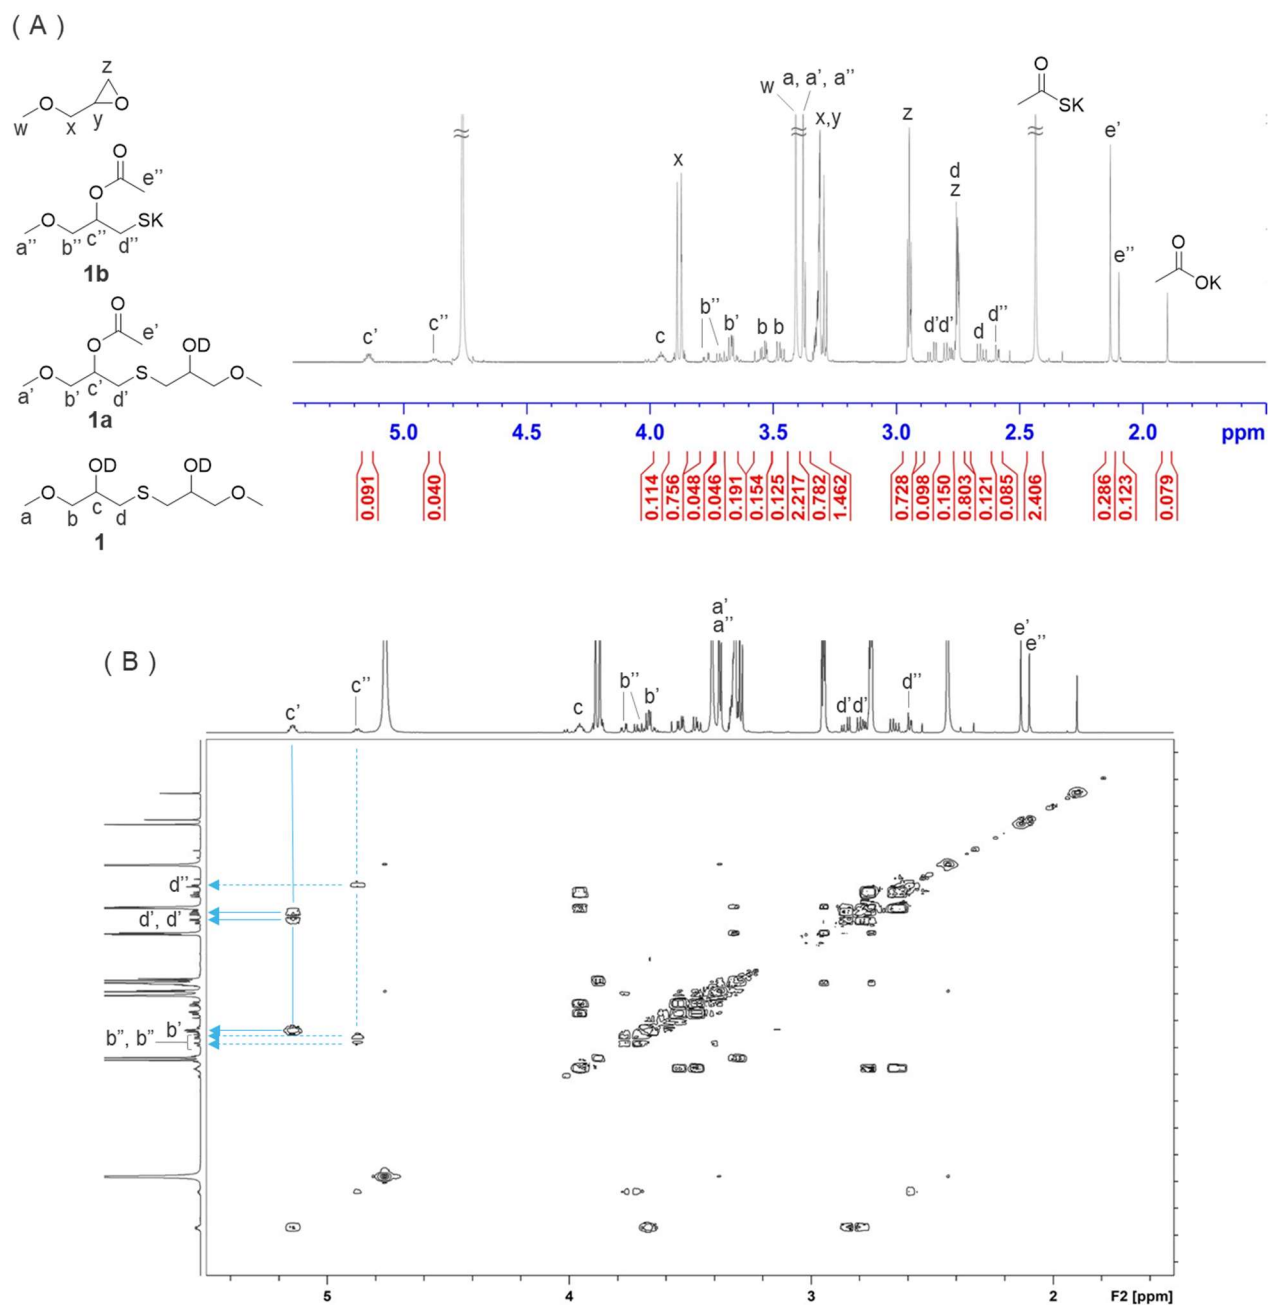 ( A )
z
O
O
w
x
y
O
O
e’’
O
SK
a’’
b’’
c’’
d’’
1b
O
e’
O
OD
O
S
O
a’
b’
c’
d’
1a
OD
OD
O
S
O
a
b
c
d
1
w a, a’, a’’
O
SK
x
x,y
z
d
z
e’
e’’
O
OK
c’
c’’
c
b’’
b’
b
b
d’
d’
d
d’’
5.0 4.5 4.0 3.5 3.0 2.5 2.0 ppm
0.091 0.040 0.114 0.756 0.048 0.046 0.191 0.154 0.125 2.217 0.782 1.462 0.728 0.098 0.150 0.803 0.121 0.085 2.406 0.286 0.123 0.079
( B )
a’
a’’
e’
e’’
c’
c’’
b’’
b’
c
d’
d’
d’’
d’’
d’, d’
b’
b’’, b’’
5 4 3 2 F2 [ppm]